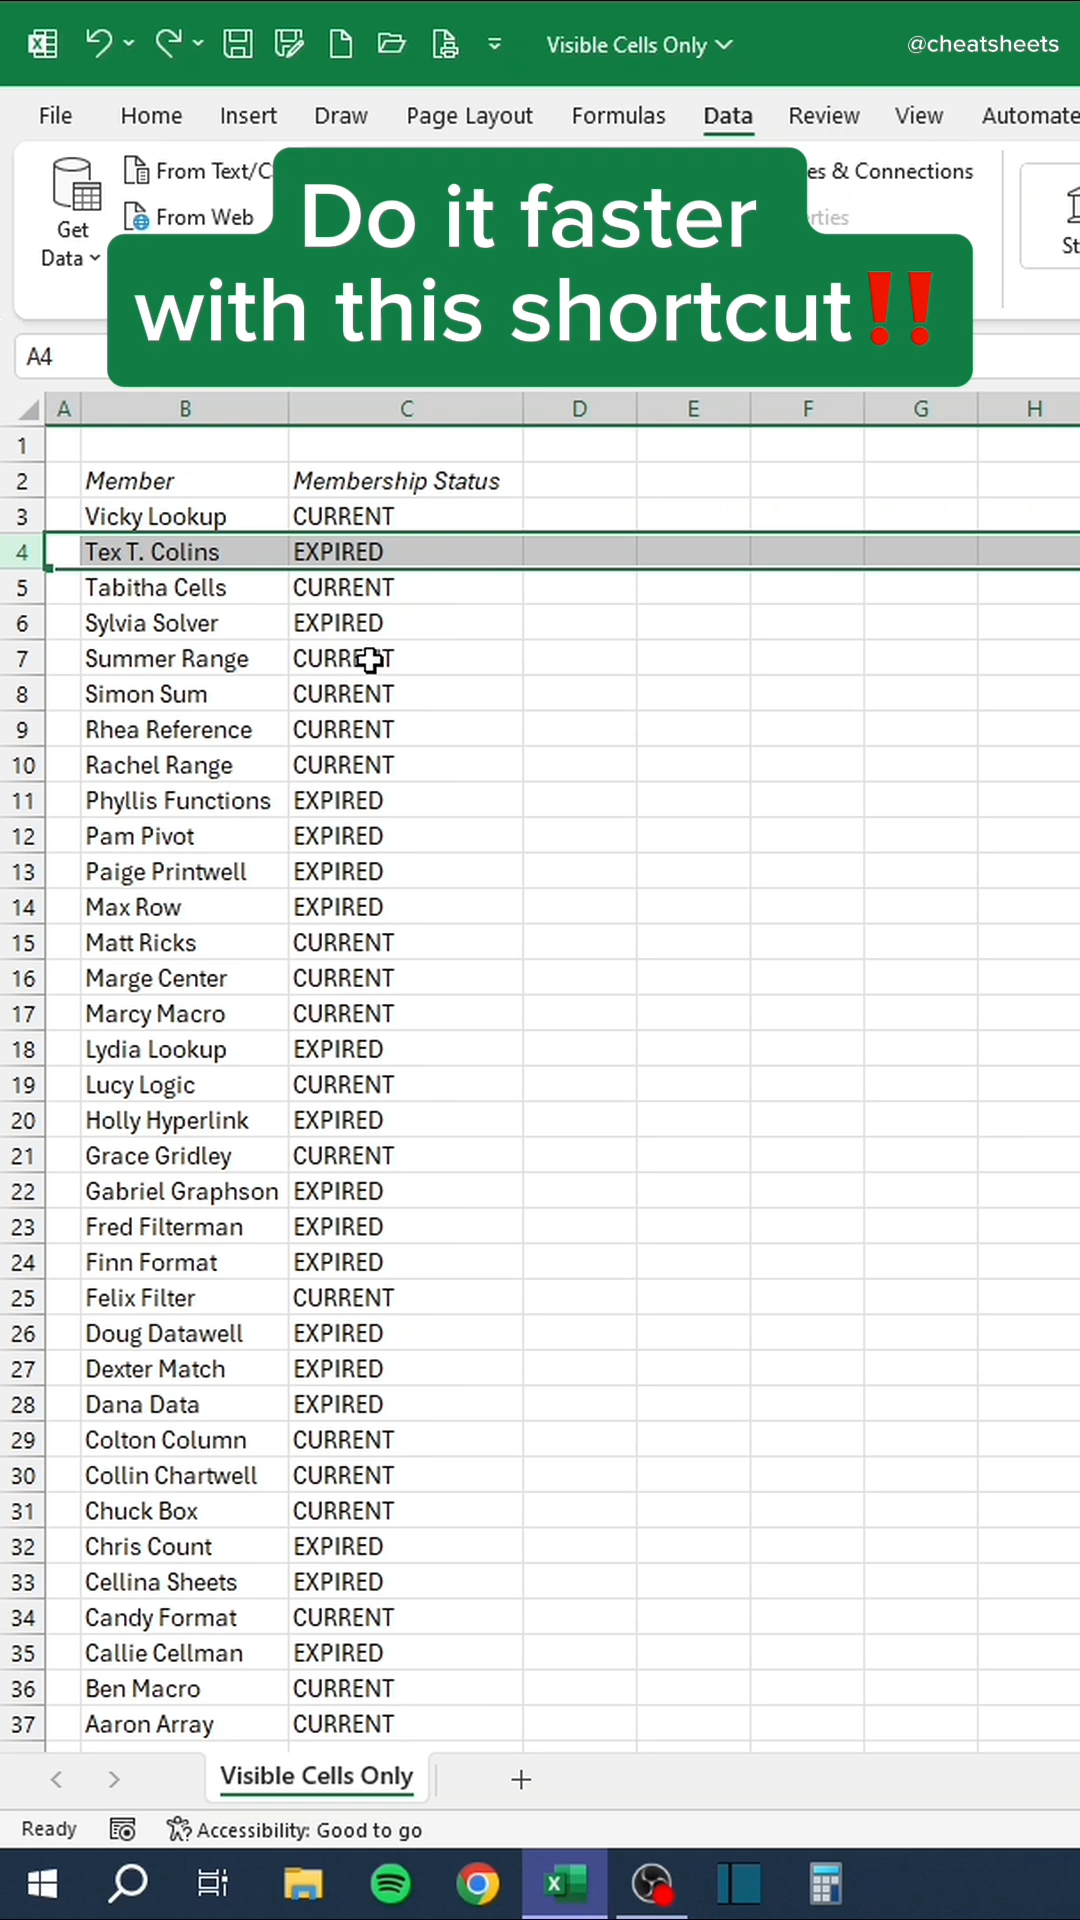 Visible Cells Only
@cheatsheets
File Home Insert Draw Page Layout Formulas Data Review View Automate
From Text/C
es & Connections
Get
Data
From Web
rties
St
Do it faster
with this shortcut‼️
A4
A B C D E F G H
1
2 Member Membership Status
3 Vicky Lookup CURRENT
4 Tex T. Colins EXPIRED
5 Tabitha Cells CURRENT
6 Sylvia Solver EXPIRED
7 Summer Range CURRENT
8 Simon Sum CURRENT
9 Rhea Reference CURRENT
10 Rachel Range CURRENT
11 Phyllis Functions EXPIRED
12 Pam Pivot EXPIRED
13 Paige Printwell EXPIRED
14 Max Row EXPIRED
15 Matt Ricks CURRENT
16 Marge Center CURRENT
17 Marcy Macro CURRENT
18 Lydia Lookup EXPIRED
19 Lucy Logic CURRENT
20 Holly Hyperlink EXPIRED
21 Grace Gridley CURRENT
22 Gabriel Graphson EXPIRED
23 Fred Filterman EXPIRED
24 Finn Format EXPIRED
25 Felix Filter CURRENT
26 Doug Datawell EXPIRED
27 Dexter Match EXPIRED
28 Dana Data EXPIRED
29 Colton Column CURRENT
30 Collin Chartwell CURRENT
31 Chuck Box CURRENT
32 Chris Count EXPIRED
33 Cellina Sheets EXPIRED
34 Candy Format CURRENT
35 Callie Cellman EXPIRED
36 Ben Macro CURRENT
37 Aaron Array CURRENT
Visible Cells Only
Ready
Accessibility: Good to go